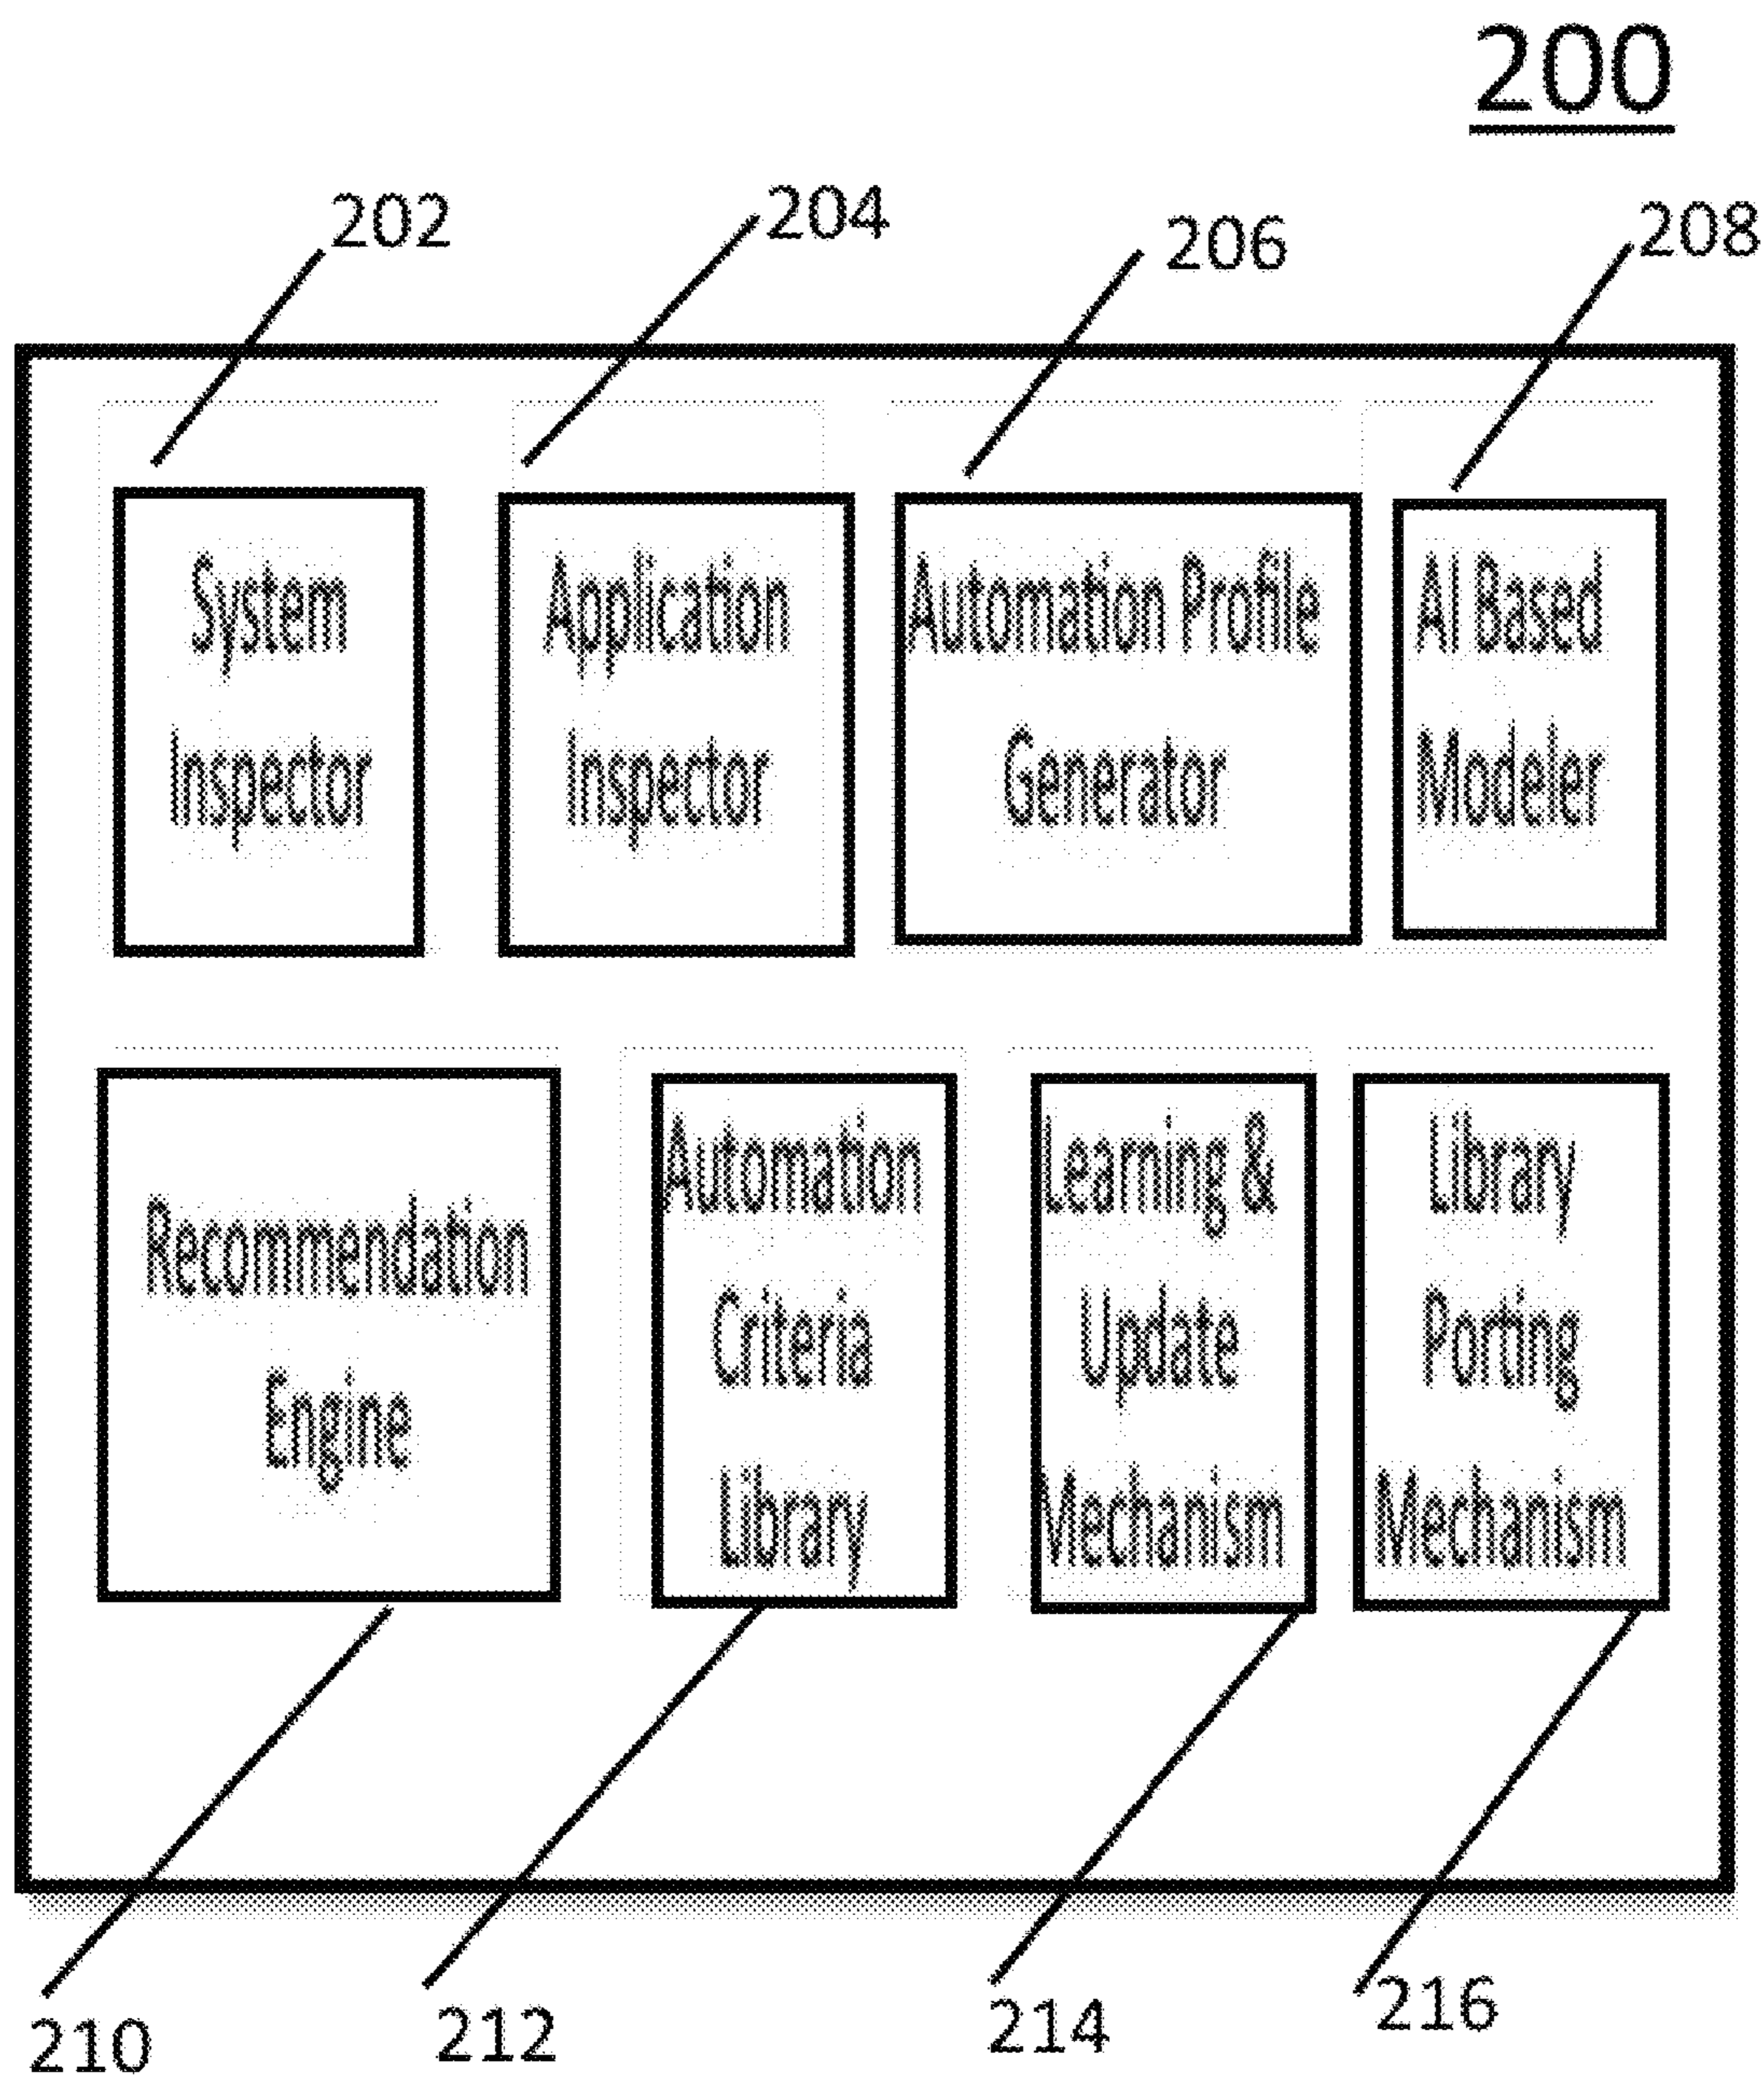 200
202
204
206
208
System
Inspector
Application
Inspector
Automation Profile
Generator
AI Based
Modeler
Recommendation
Engine
Automation
Criteria
Library
Learning &
Update
Mechanism
Library
Porting
Mechanism
210
212
214
216